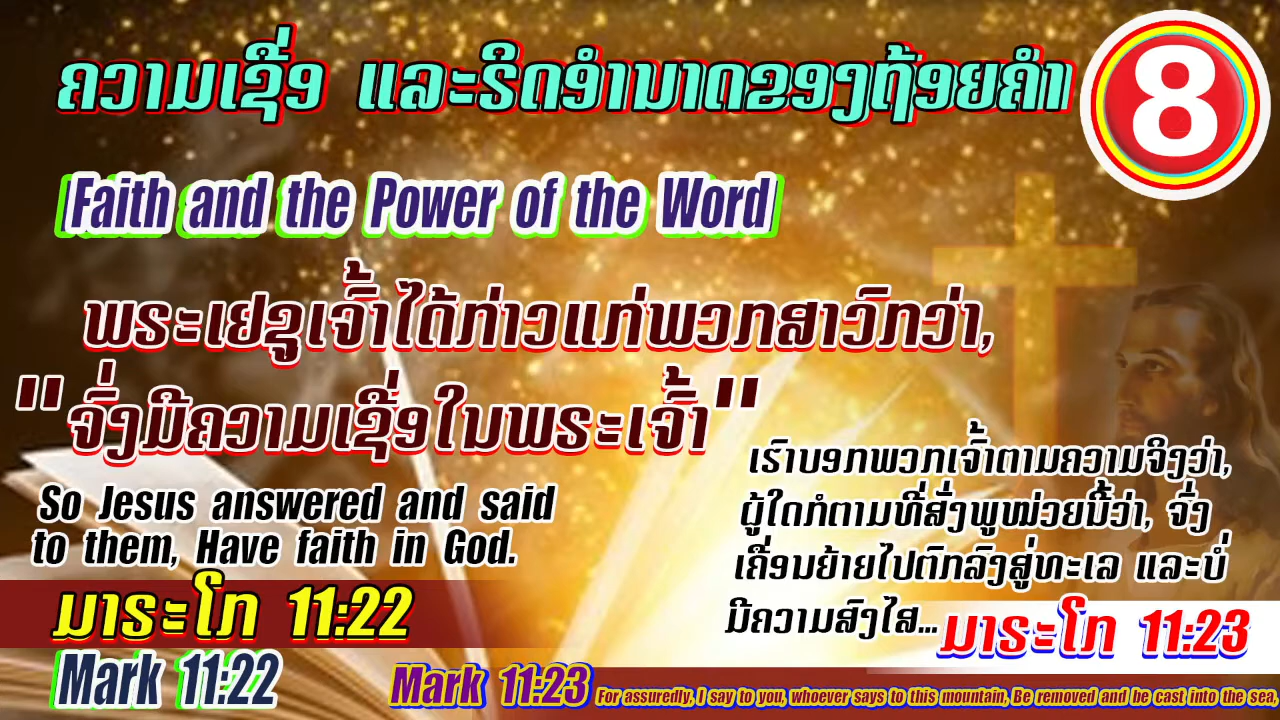 ຄວາມເຊື່ອ ແລະຣິດອຳນາດຂອງຖ້ອຍຄຳ
8
Faith and the Power of the Word
ພຣະເຢຊູເຈົ້າໄດ້ກ່າວແກ່ພວກສາວົກວ່າ,
"ຈົ່ງມີຄວາມເຊື່ອໃນພຣະເຈົ້າ"
So Jesus answered and said
to them, Have faith in God.
ມາຣະໂກ 11:22
Mark 11:22
ເຮົາບອກພວກເຈົ້າຕາມຄວາມຈິງວ່າ,
ຜູ້ໃດກໍຕາມທີ່ສັ່ງພູໜ່ວຍນີ້ວ່າ, ຈົ່ງ
ເຄື່ອນຍ້າຍໄປຕົກລົງສູ່ທະເລ ແລະບໍ່
ມີຄວາມສົງໄສ... ມາຣະໂກ 11:23
Mark 11:23 For assuredly, I say to you, whoever says to this mountain, Be removed and be cast into the sea,